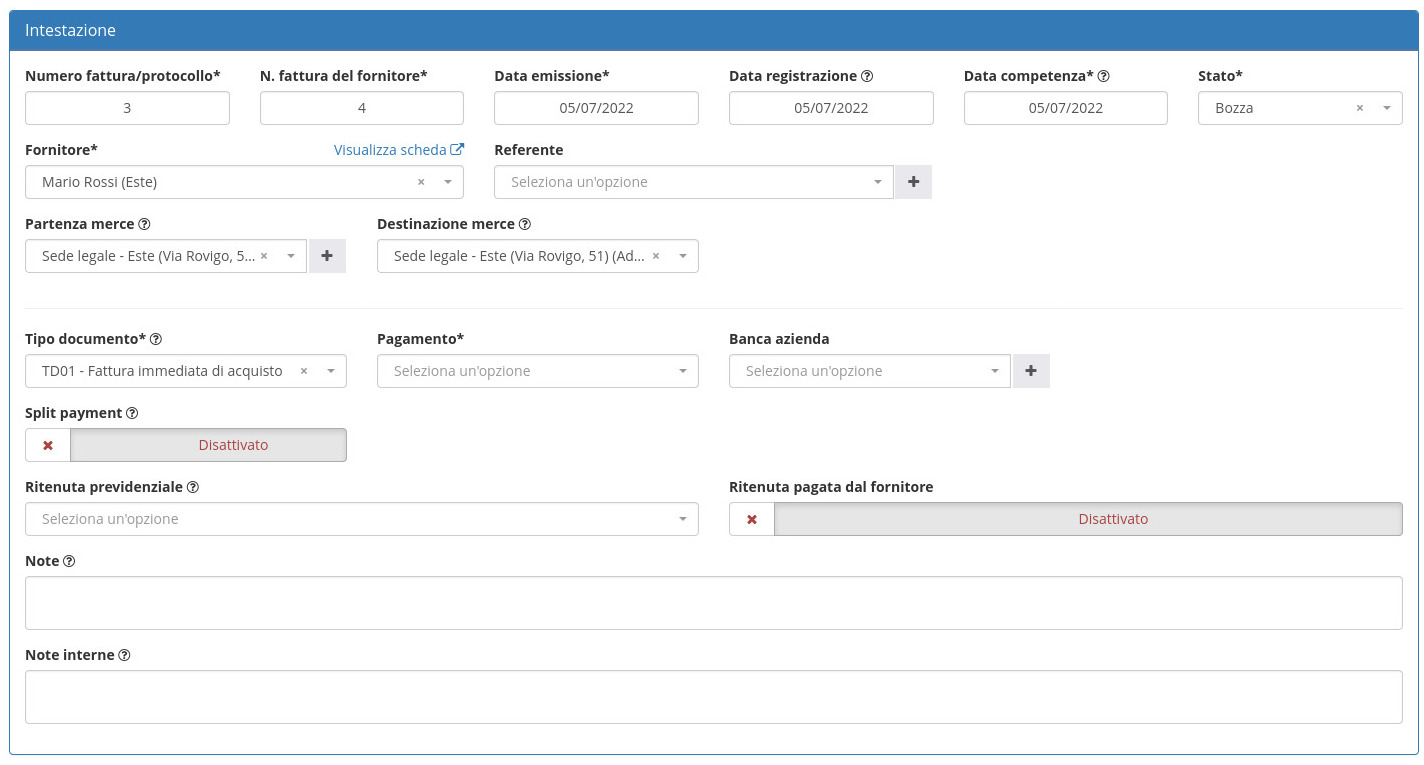 Intestazione
Numero fattura/protocollo* N. fattura del fornitore* Data emissione* Data registrazione Data competenza* Stato*
3 4 05/07/2022 05/07/2022 05/07/2022 Bozza × 
Fornitore* Visualizza scheda Referente
Mario Rossi (Este) × Seleziona un'opzione
Partenza merce Destinazione merce
Sede legale - Este (Via Rovigo, 5... × Sede legale - Este (Via Rovigo, 51) (Ad... ×
Tipo documento* Pagamento* Banca azienda
TD01 - Fattura immediata di acquisto × Seleziona un'opzione Seleziona un'opzione
Split payment
Disattivato
Ritenuta previdenziale Ritenuta pagata dal fornitore
Seleziona un'opzione Disattivato
Note
Note interne